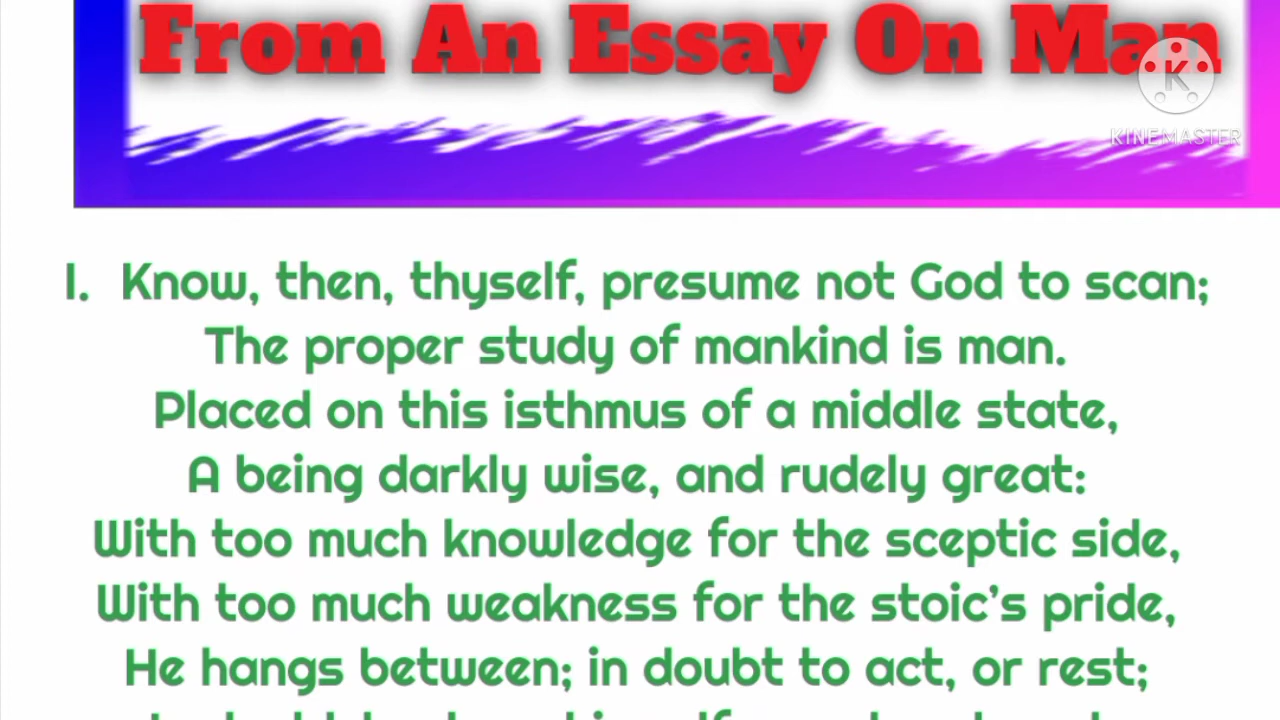 From An Essay On Man
KINEMASTER
I. Know, then, thyself, presume not God to scan;
The proper study of mankind is man.
Placed on this isthmus of a middle state,
A being darkly wise, and rudely great:
With too much knowledge for the sceptic side,
With too much weakness for the stoic's pride,
He hangs between; in doubt to act, or rest;